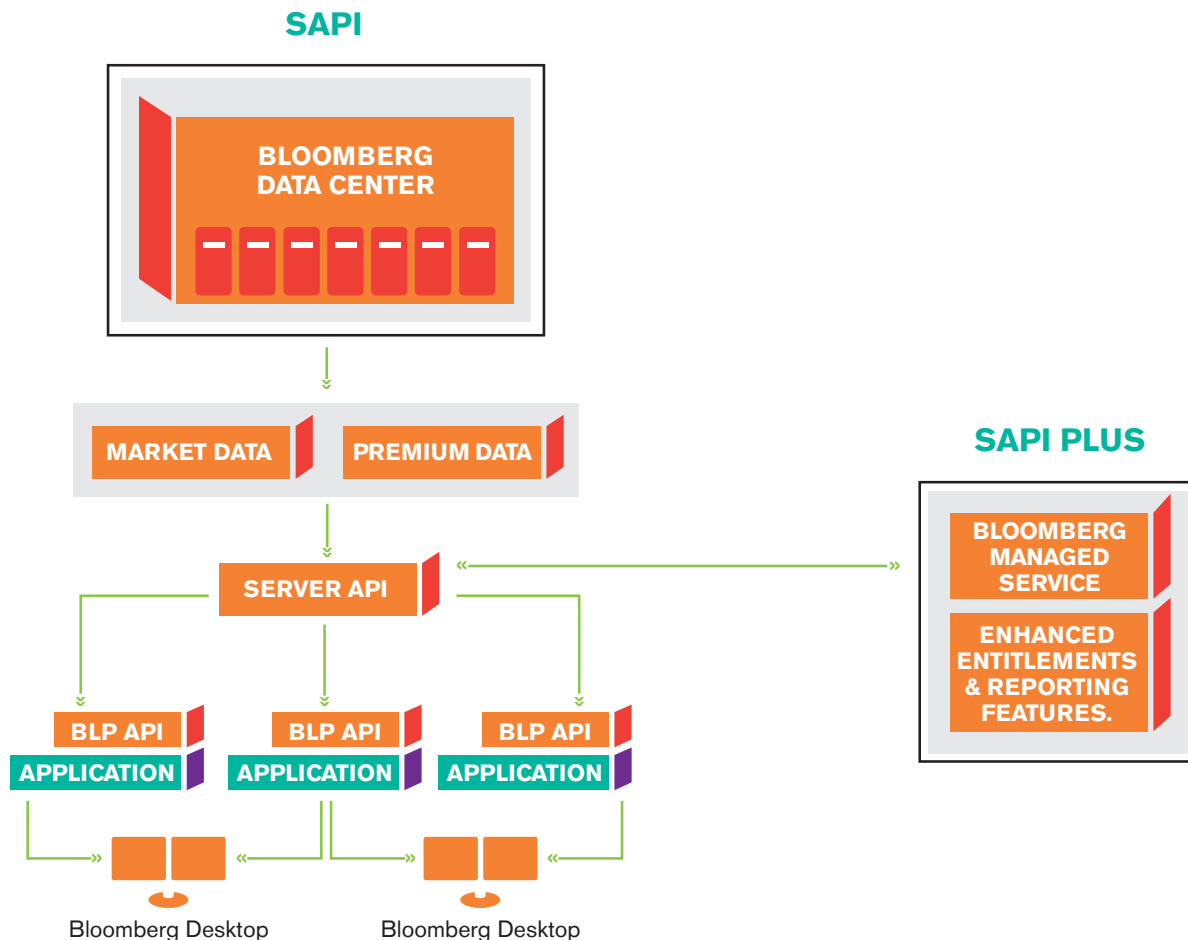 SAPI
BLOOMBERG
DATA CENTER
MARKET DATA
PREMIUM DATA
SERVER API
BLP API
APPLICATION
BLP API
APPLICATION
BLP API
APPLICATION
Bloomberg Desktop
Bloomberg Desktop
SAPI PLUS
BLOOMBERG
MANAGED
SERVICE
ENHANCED
ENTITLEMENTS
& REPORTING
FEATURES.